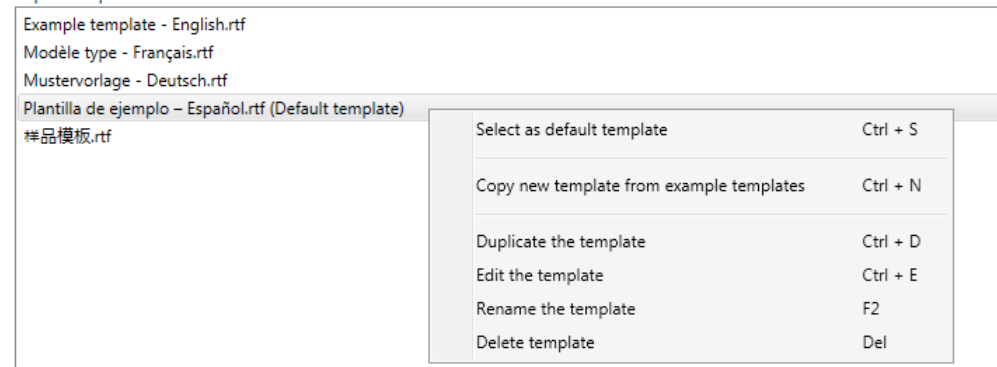 Example template - English.rtf
Modèle type - Français.rtf
Mustervorlage - Deutsch.rtf
Plantilla de ejemplo – Español.rtf (Default template)
样品模板.rtf
Select as default template Ctrl + S
Copy new template from example templates Ctrl + N
Duplicate the template Ctrl + D
Edit the template Ctrl + E
Rename the template F2
Delete template Del